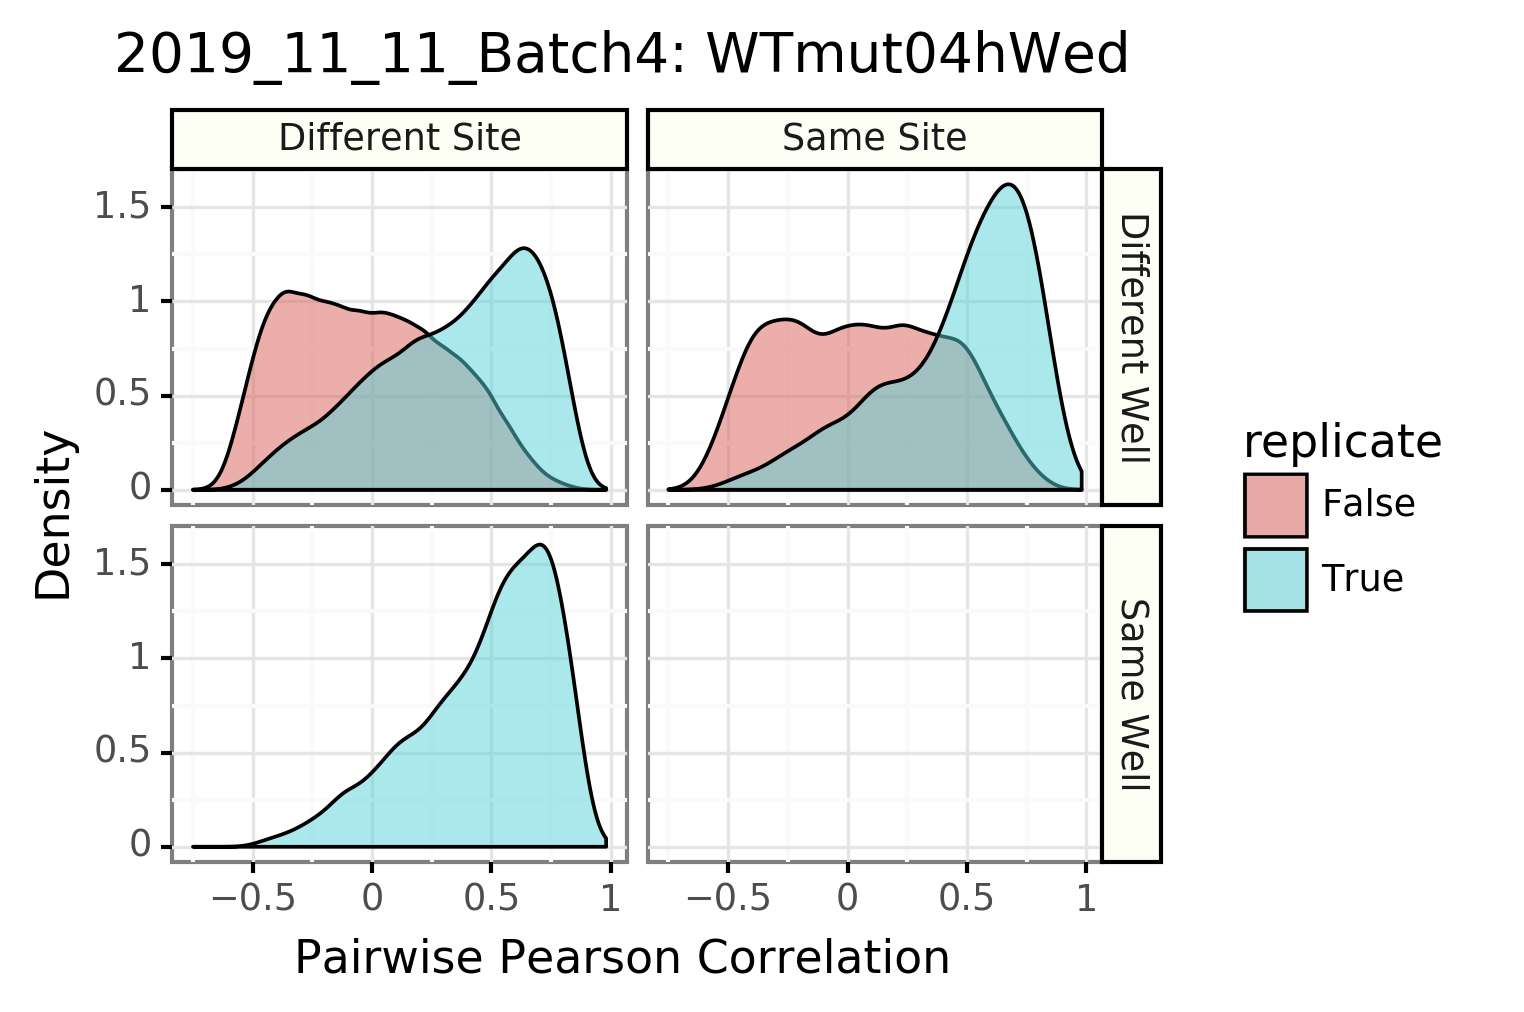 2019_11_11_Batch4: WTmut04hWed
Different Site
Same Site
1.5
1
0.5
0
Different Well
1.5
1
0.5
0
Same Well
−0.5
0
0.5
1
−0.5
0
0.5
1
Pairwise Pearson Correlation
Density
replicate
False
True